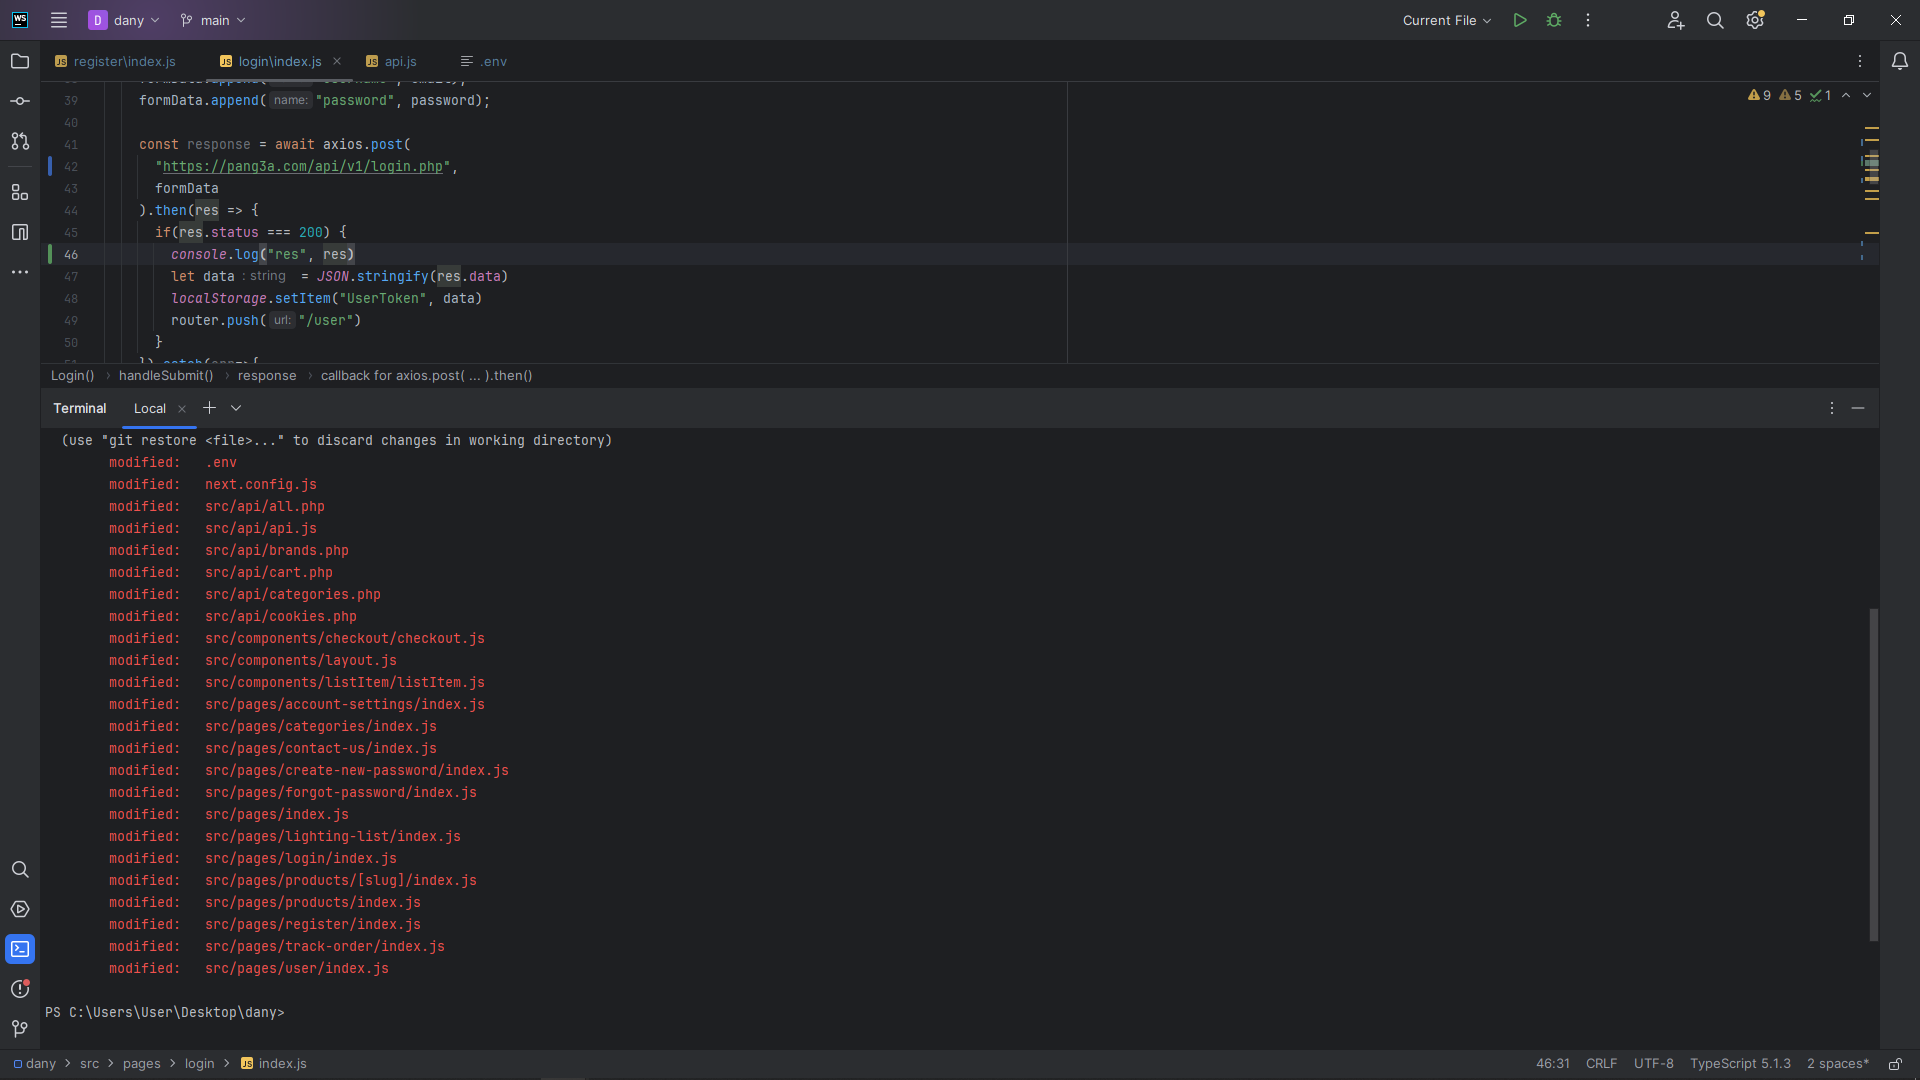 WS
D dany main Current File
register\index.js login\index.js api.js .env
39 formData.append( name: "password", password);
9 5 1
40
41 const response = await axios.post(
42 "https://pang3a.com/api/v1/login.php",
43 formData
44 ).then(res => {
45 if(res.status === 200) {
46 console.log("res", res)
47 let data : string = JSON.stringify(res.data)
48 localStorage.setItem("UserToken", data)
49 router.push( url: "/user")
50 }
Login() handleSubmit() response callback for axios.post( ... ).then()
Terminal Local
(use "git restore <file>..." to discard changes in working directory)
modified: .env
modified: next.config.js
modified: src/api/all.php
modified: src/api/api.js
modified: src/api/brands.php
modified: src/api/cart.php
modified: src/api/categories.php
modified: src/api/cookies.php
modified: src/components/checkout/checkout.js
modified: src/components/layout.js
modified: src/components/listItem/listItem.js
modified: src/pages/account-settings/index.js
modified: src/pages/categories/index.js
modified: src/pages/contact-us/index.js
modified: src/pages/create-new-password/index.js
modified: src/pages/forgot-password/index.js
modified: src/pages/index.js
modified: src/pages/lighting-list/index.js
modified: src/pages/login/index.js
modified: src/pages/products/[slug]/index.js
modified: src/pages/products/index.js
modified: src/pages/register/index.js
modified: src/pages/track-order/index.js
modified: src/pages/user/index.js
PS C:\Users\User\Desktop\dany>
dany > src > pages > login > index.js 46:31 CRLF UTF-8 TypeScript 5.1.3 2 spaces*